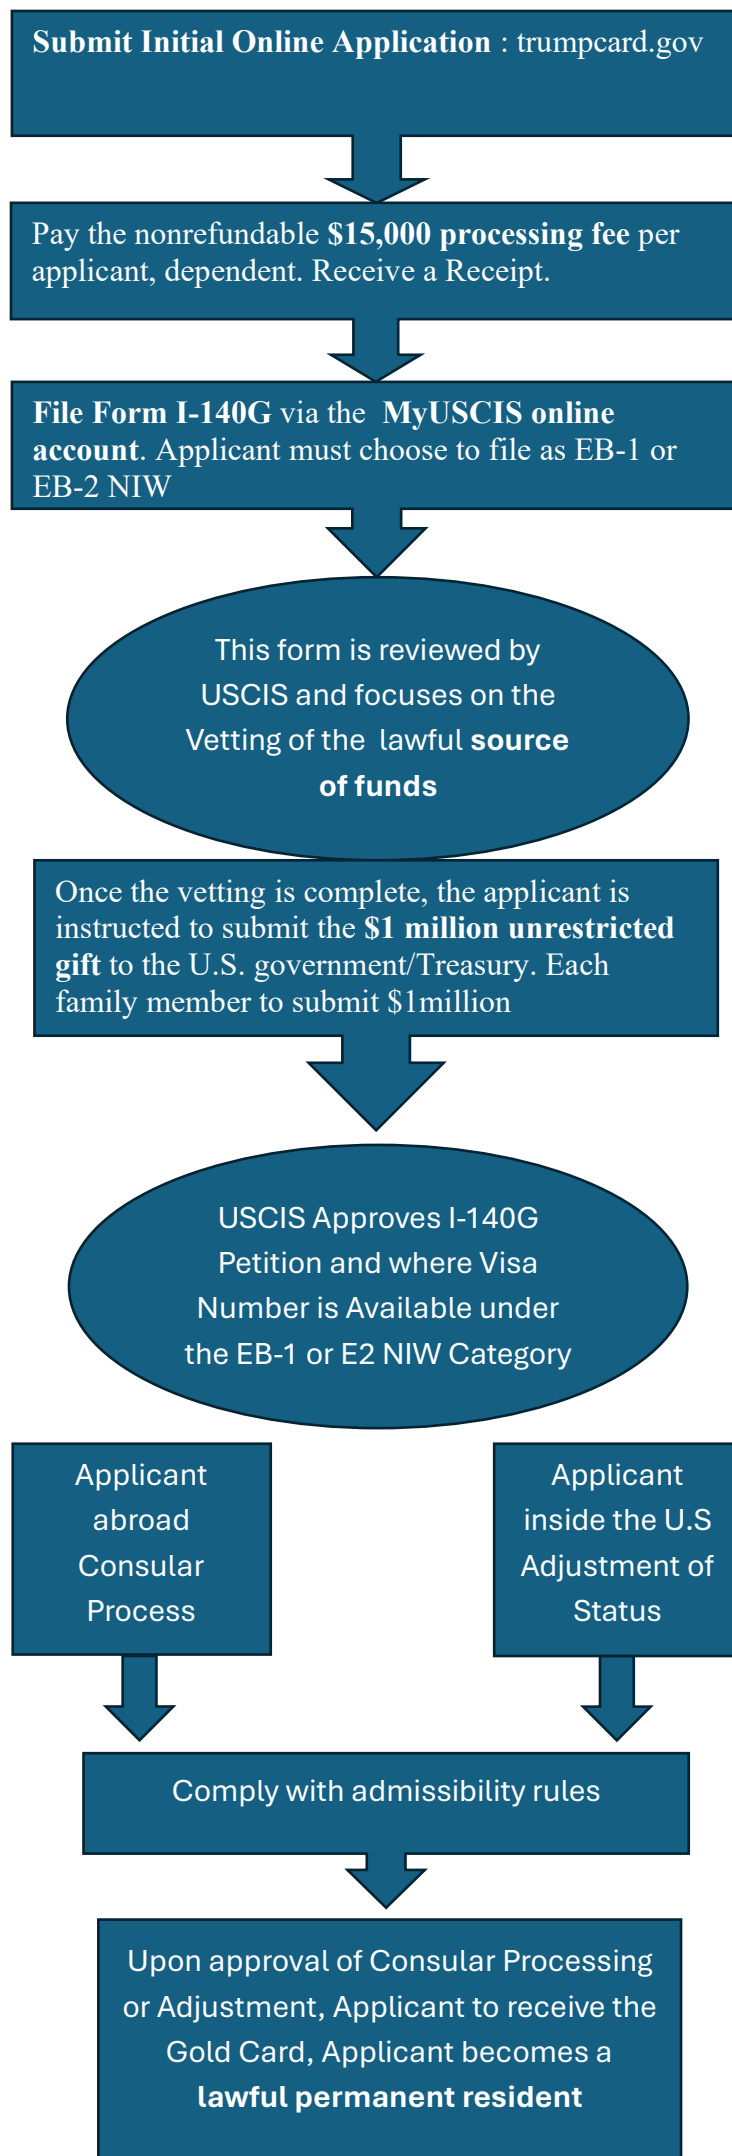 Submit Initial Online Application : trumpcard.gov
Pay the nonrefundable $15,000 processing fee per
applicant, dependent. Receive a Receipt.
File Form I-140G via the MyUSCIS online
account. Applicant must choose to file as EB-1 or
EB-2 NIW
This form is reviewed by
USCIS and focuses on the
Vetting of the lawful source
of funds
Once the vetting is complete, the applicant is
instructed to submit the $1 million unrestricted
gift to the U.S. government/Treasury. Each
family member to submit $1million
USCIS Approves I-140G
Petition and where Visa
Number is Available under
the EB-1 or E2 NIW Category
Applicant
abroad
Consular
Process
Applicant
inside the U.S
Adjustment of
Status
Comply with admissibility rules
Upon approval of Consular Processing
or Adjustment, Applicant to receive the
Gold Card, Applicant becomes a
lawful permanent resident